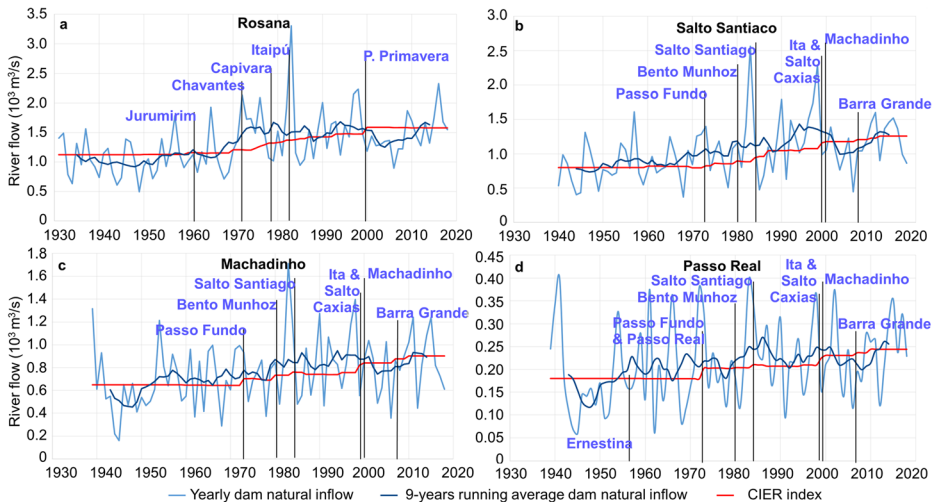 a
Rosana
3.5
3.0
2.5
2.0
1.5
1.0
0.5
0
River flow (10³ m³/s)
Itaipú
P. Primavera
Capivara
Chavantes
Jurumirim
1930 1940 1950 1960 1970 1980 1990 2000 2010 2020
b
Salto Santiaco
3.0
2.5
2.0
1.5
1.0
0.5
0
Salto Santiago
Ita &
Salto
Caxias
Machadinho
Bento Munhoz
Passo Fundo
Barra Grande
1930 1940 1950 1960 1970 1980 1990 2000 2010 2020
c
Machadinho
1.8
1.6
1.4
1.2
1.0
0.8
0.6
0.4
0.2
0
River flow (10³ m³/s)
Salto Santiago
Ita &
Salto
Caxias
Machadinho
Bento Munhoz
Barra Grande
Passo Fundo
1930 1940 1950 1960 1970 1980 1990 2000 2010 2020
d
Passo Real
0.45
0.40
0.35
0.30
0.25
0.20
0.15
0.10
0.05
0
Salto Santiago
Ita &
Salto
Caxias
Machadinho
Bento Munhoz
Passo Fundo
& Passo Real
Barra Grande
Ernestina
1930 1940 1950 1960 1970 1980 1990 2000 2010 2020
Yearly dam natural inflow
9-years running average dam natural inflow
CIER index